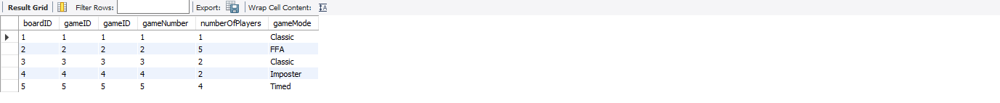 Result Grid Filter Rows: Export: Wrap Cell Content:
boardID gameID gameID gameNumber numberOfPlayers gameMode
1 1 1 1 1 Classic
2 2 2 2 5 FFA
3 3 3 3 2 Classic
4 4 4 4 2 Imposter
5 5 5 5 4 Timed